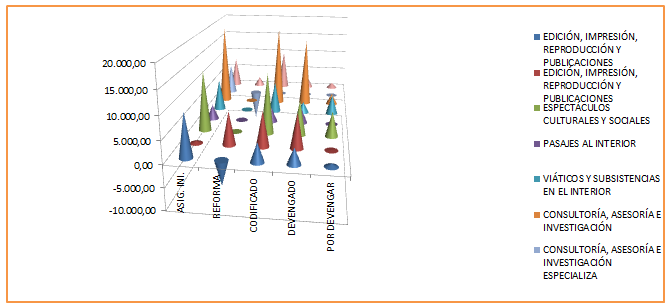 20.000,00
15.000,00
10.000,00
5.000,00
0,00
-5.000,00
-10.000,00
ASIG. INI.
REFORMA
CODIFICADO
DEVENGADO
POR DEVENGAR
EDICIÓN, IMPRESIÓN,
REPRODUCCIÓN Y
PUBLICACIONES
EDICIÓN, IMPRESIÓN,
REPRODUCCIÓN Y
PUBLICACIONES
ESPECTÁCULOS
CULTURALES Y SOCIALES
PASAJES AL INTERIOR
VIÁTICOS Y SUBSISTENCIAS
EN EL INTERIOR
CONSULTORÍA, ASESORÍA E
INVESTIGACIÓN
CONSULTORÍA, ASESORÍA E
INVESTIGACIÓN
ESPECIALIZA